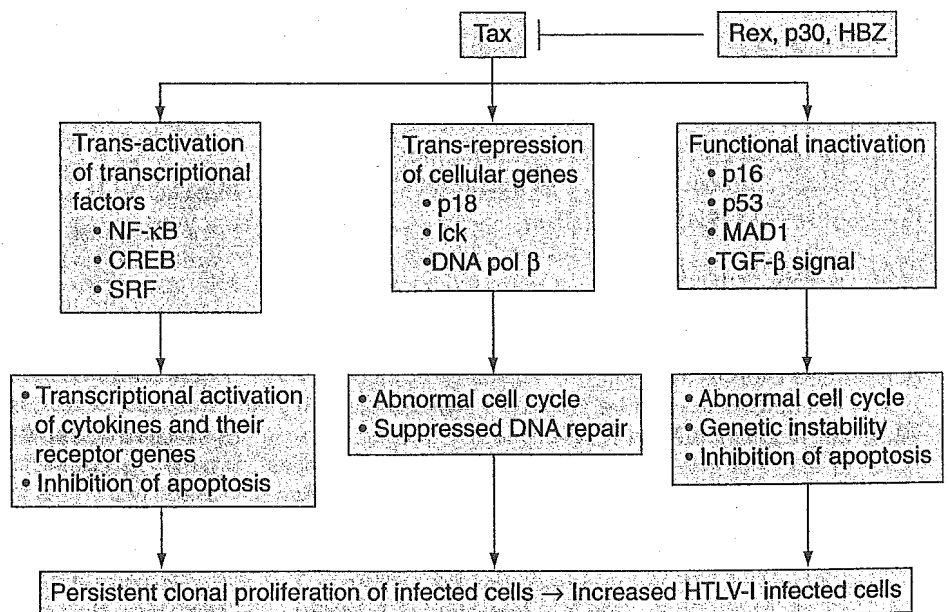 Tax
Rex, p30, HBZ
Trans-activation
of transcriptional
factors
• NF-κB
• CREB
• SRF
Trans-repression
of cellular genes
• p18
• lck
• DNA pol β
Functional inactivation
• p16
• p53
• MAD1
• TGF-β signal
• Transcriptional activation
of cytokines and their
receptor genes
• Inhibition of apoptosis
• Abnormal cell cycle
• Suppressed DNA repair
• Abnormal cell cycle
• Genetic instability
• Inhibition of apoptosis
Persistent clonal proliferation of infected cells → Increased HTLV-I infected cells